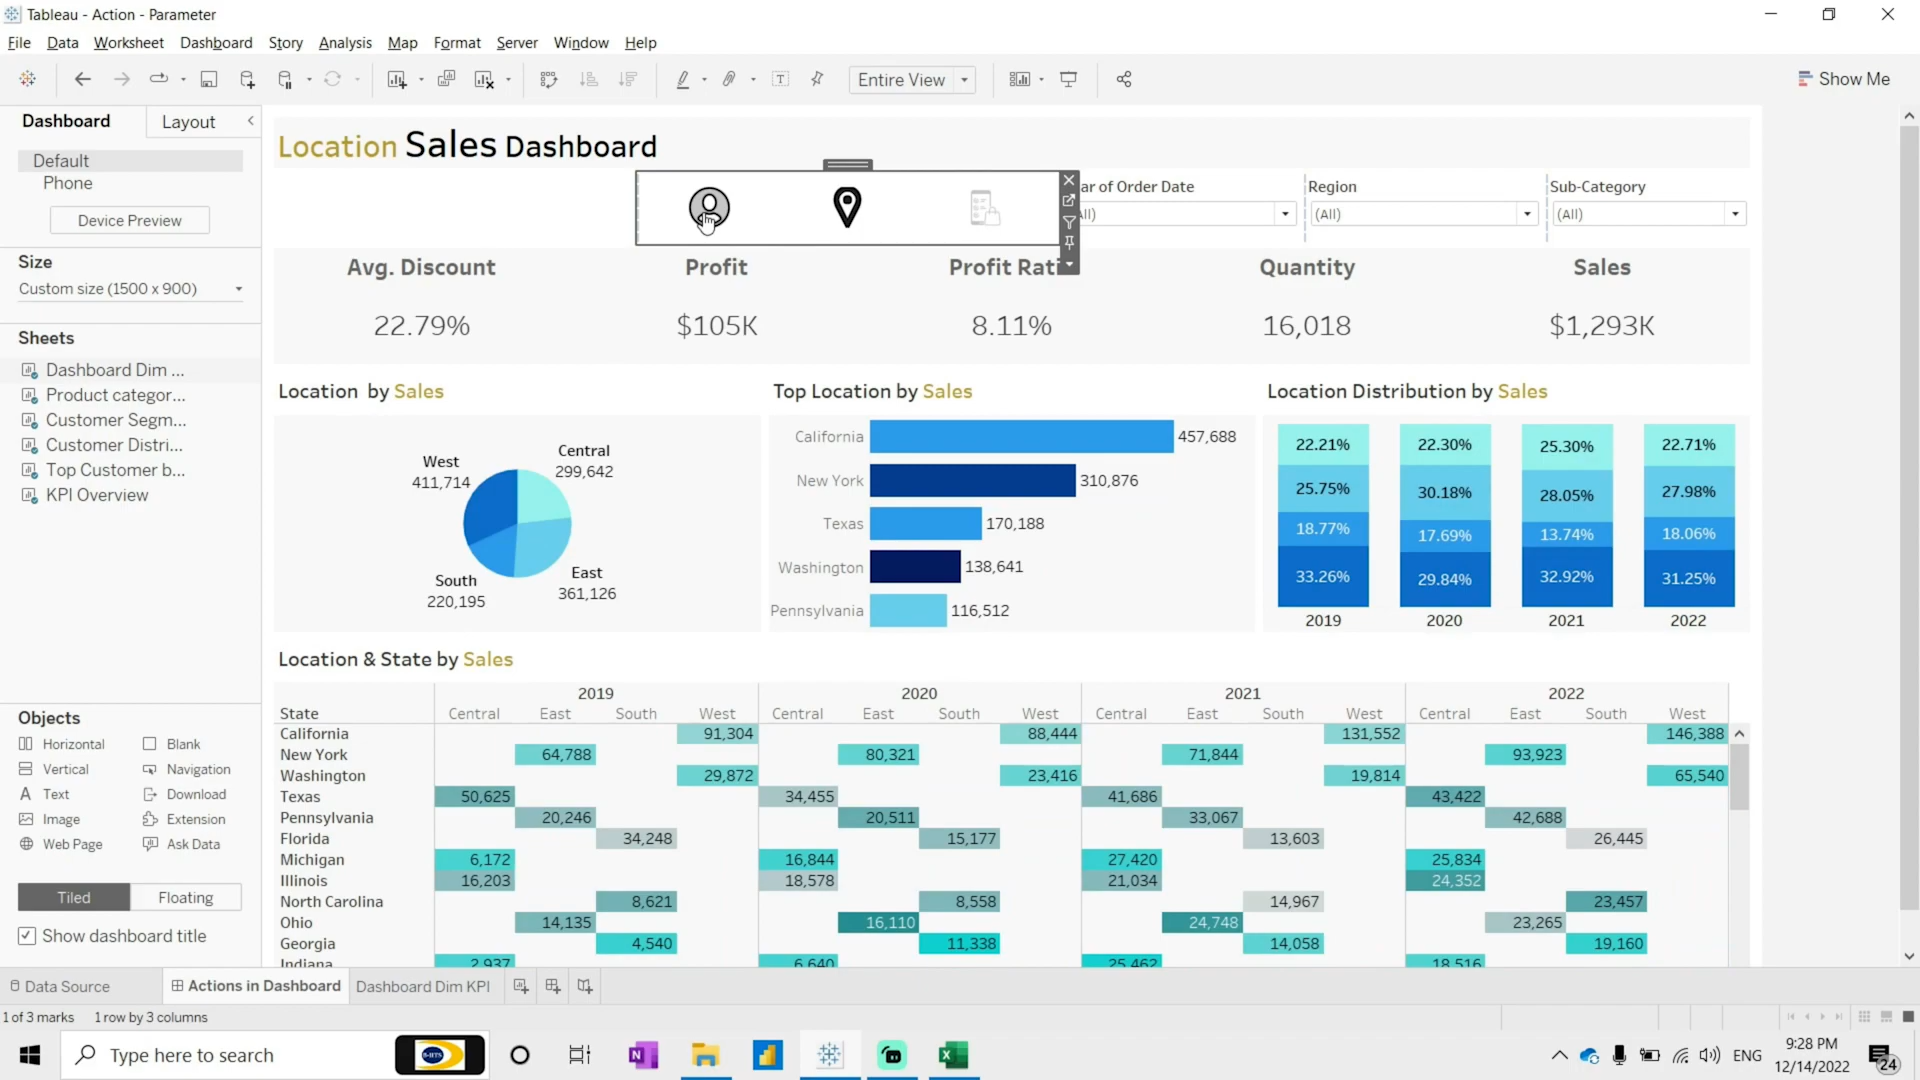 Tableau - Action - Parameter
File Data Worksheet Dashboard Story Analysis Map Format Server Window Help
Entire View
Show Me
Dashboard Layout
Default
Phone
Device Preview
Size
Custom size (1500 x 900)
Sheets
Dashboard Dim ...
Product categor...
Customer Segm...
Customer Distri...
Top Customer b...
KPI Overview
Objects
Horizontal Blank
Vertical Navigation
Text Download
Image Extension
Web Page Ask Data
Tiled Floating
Show dashboard title
Location Sales Dashboard
ar of Order Date Region Sub-Category
(All) (All)
Avg. Discount Profit Profit Rati Quantity Sales
22.79% $105K 8.11% 16,018 $1,293K
Location by Sales
West
411,714
Central
299,642
South
220,195
East
361,126
Top Location by Sales
California 457,688
New York 310,876
Texas 170,188
Washington 138,641
Pennsylvania 116,512
Location Distribution by Sales
22.21% 22.30% 25.30% 22.71%
25.75% 30.18% 28.05% 27.98%
18.77% 17.69% 13.74% 18.06%
33.26% 29.84% 32.92% 31.25%
2019 2020 2021 2022
Location & State by Sales
2019 2020 2021 2022
State Central East South West Central East South West Central East South West Central East South West
California 91,304 88,444 131,552 146,388
New York 64,788 80,321 71,844 93,923
Washington 29,872 23,416 19,814 65,540
Texas 50,625 34,455 41,686 43,422
Pennsylvania 20,246 20,511 33,067 42,688
Florida 34,248 15,177 13,603 26,445
Michigan 6,172 16,844 27,420 25,834
Illinois 16,203 18,578 21,034 24,352
North Carolina 8,621 8,558 14,967 23,457
Ohio 14,135 16,110 24,748 23,265
Georgia 4,540 11,338 14,058 19,160
Indiana 2,937 6,640 25,462 18,516
Data Source Actions in Dashboard Dashboard Dim KPI
1 of 3 marks 1 row by 3 columns
Type here to search
ENG
9:28 PM
12/14/2022
24